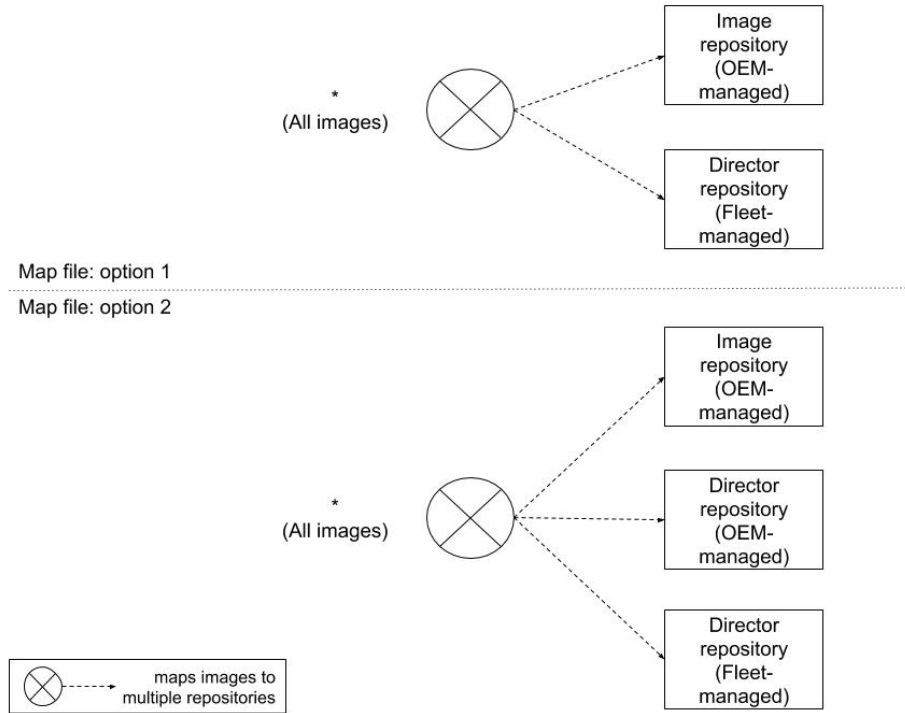 Image
repository
(OEM-
managed)
*
(All images)
Director
repository
(Fleet-
managed)
Map file: option 1
Map file: option 2
Image
repository
(OEM-
managed)
*
(All images)
Director
repository
(OEM-
managed)
Director
repository
(Fleet-
managed)
maps images to
multiple repositories